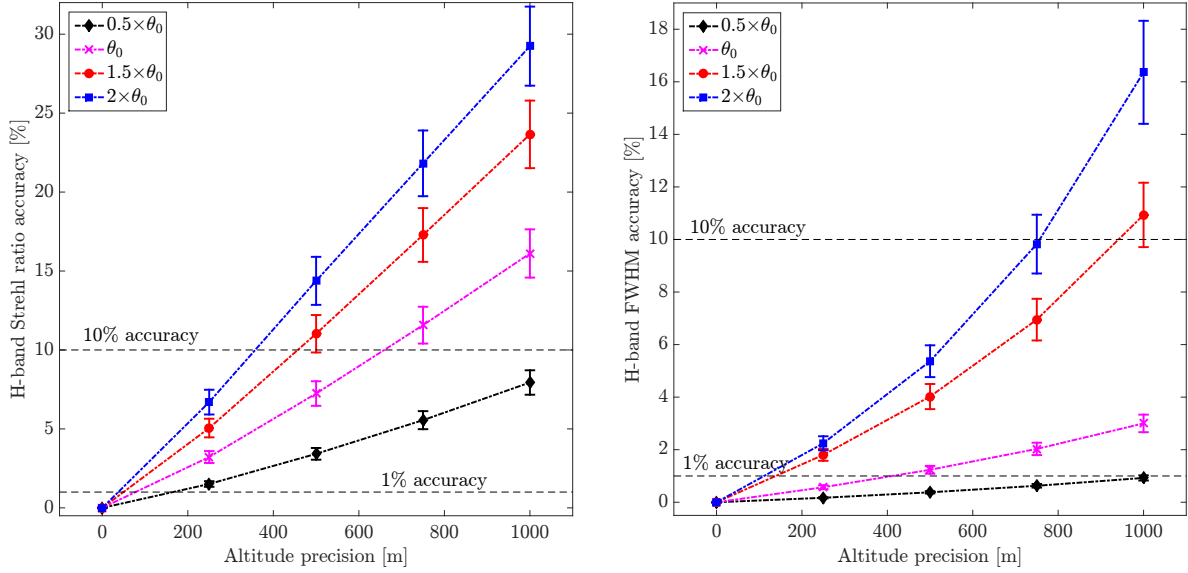 0.5×θ0
θ0
1.5×θ0
2×θ0
10% accuracy
1% accuracy
30
25
20
15
10
5
0
0
200
400
600
800
1000
Altitude precision [m]
H-band Strehl ratio accuracy [%]
0.5×θ0
θ0
1.5×θ0
2×θ0
10% accuracy
1% accuracy
18
16
14
12
10
8
6
4
2
0
0
200
400
600
800
1000
Altitude precision [m]
H-band FWHM accuracy [%]